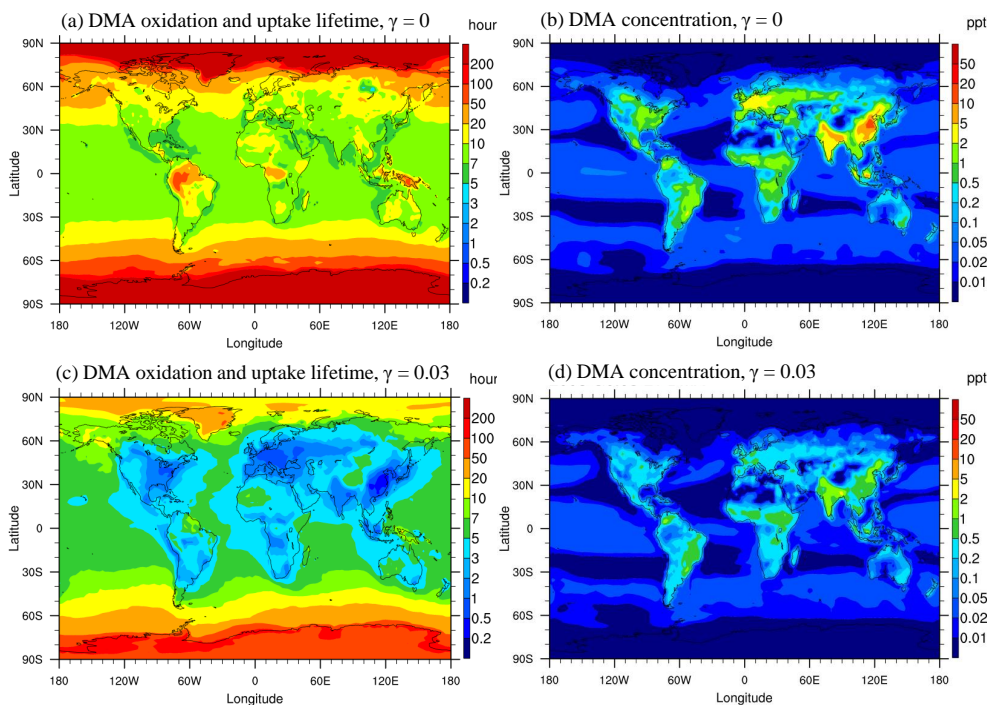 (a) DMA oxidation and uptake lifetime, γ = 0 hour
90N
60N
30N
0
30S
60S
90S
Latitude
180 120W 60W 0 60E 120E 180
Longitude
200
100
50
20
10
7
5
3
2
1
0.5
0.2
(b) DMA concentration, γ = 0 ppt
90N
60N
30N
0
30S
60S
90S
Latitude
180 120W 60W 0 60E 120E 180
Longitude
50
20
10
5
2
1
0.5
0.2
0.1
0.05
0.02
0.01
(c) DMA oxidation and uptake lifetime, γ = 0.03 hour
90N
60N
30N
0
30S
60S
90S
Latitude
180 120W 60W 0 60E 120E 180
Longitude
200
100
50
20
10
7
5
3
2
1
0.5
0.2
(d) DMA concentration, γ = 0.03 ppt
90N
60N
30N
0
30S
60S
90S
Latitude
180 120W 60W 0 60E 120E 180
Longitude
50
20
10
5
2
1
0.5
0.2
0.1
0.05
0.02
0.01